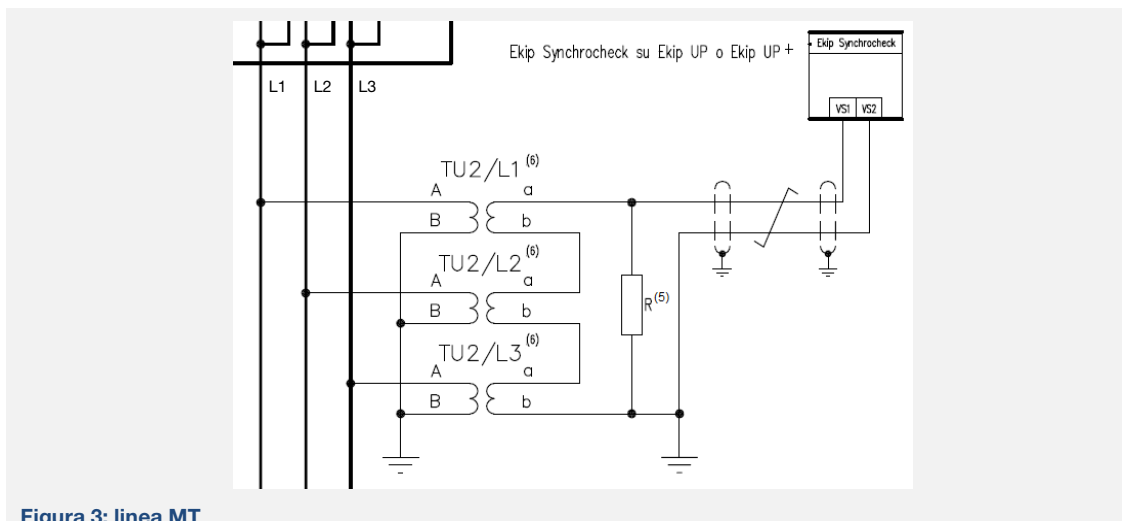 Ekip Synchrocheck su Ekip UP o Ekip UP+
Ekip Synchrocheck
VS1 VS2
L1 L2 L3
TU2/L1 (6)
A a
B b
TU2/L2 (6)
A a
B b
R(5)
TU2/L3 (6)
A a
B b
Figura 3: linea MT